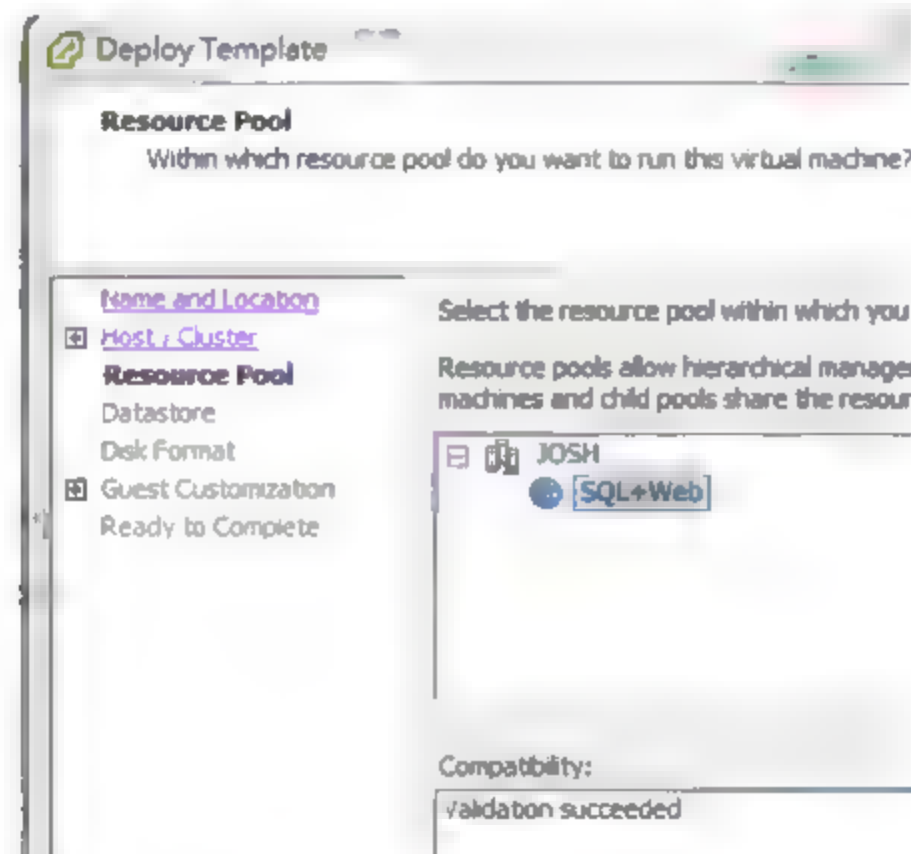 Deploy Template
Resource Pool
Within which resource pool do you want to run this virtual machine?
Name and Location
Host / Cluster
Resource Pool
Datastore
Disk Format
Guest Customization
Ready to Complete
Select the resource pool within which you
Resource pools allow hierarchical manage
machines and child pools share the resour
JOSH
SQL+Web
Compatibility:
Validation succeeded